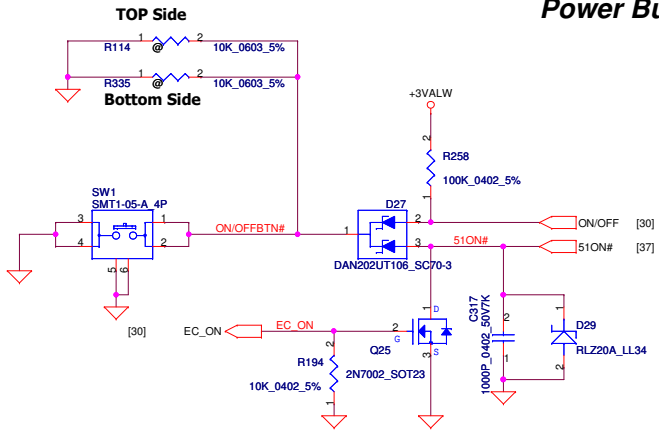 Power Bu
TOP Side
1 2
R114 @ 10K_0603_5%
1 2
R335 @ 10K_0603_5%
Bottom Side
+3VALW
2
R258
100K_0402_5%
1
SW1
SMT1-05-A_4P
3 1
4 2
5 6
ON/OFFBTN#
D27
1 2
3
DAN202UT106_SC70-3
ON/OFF [30]
51ON# 51ON# [37]
[30] EC_ON EC_ON
2 G
1 D
3 S
Q25
2N7002_SOT23
2
R194
10K_0402_5%
1
C317
1000P_0402_50V7K
2
1
1
D29
RLZ20A_LL34
2